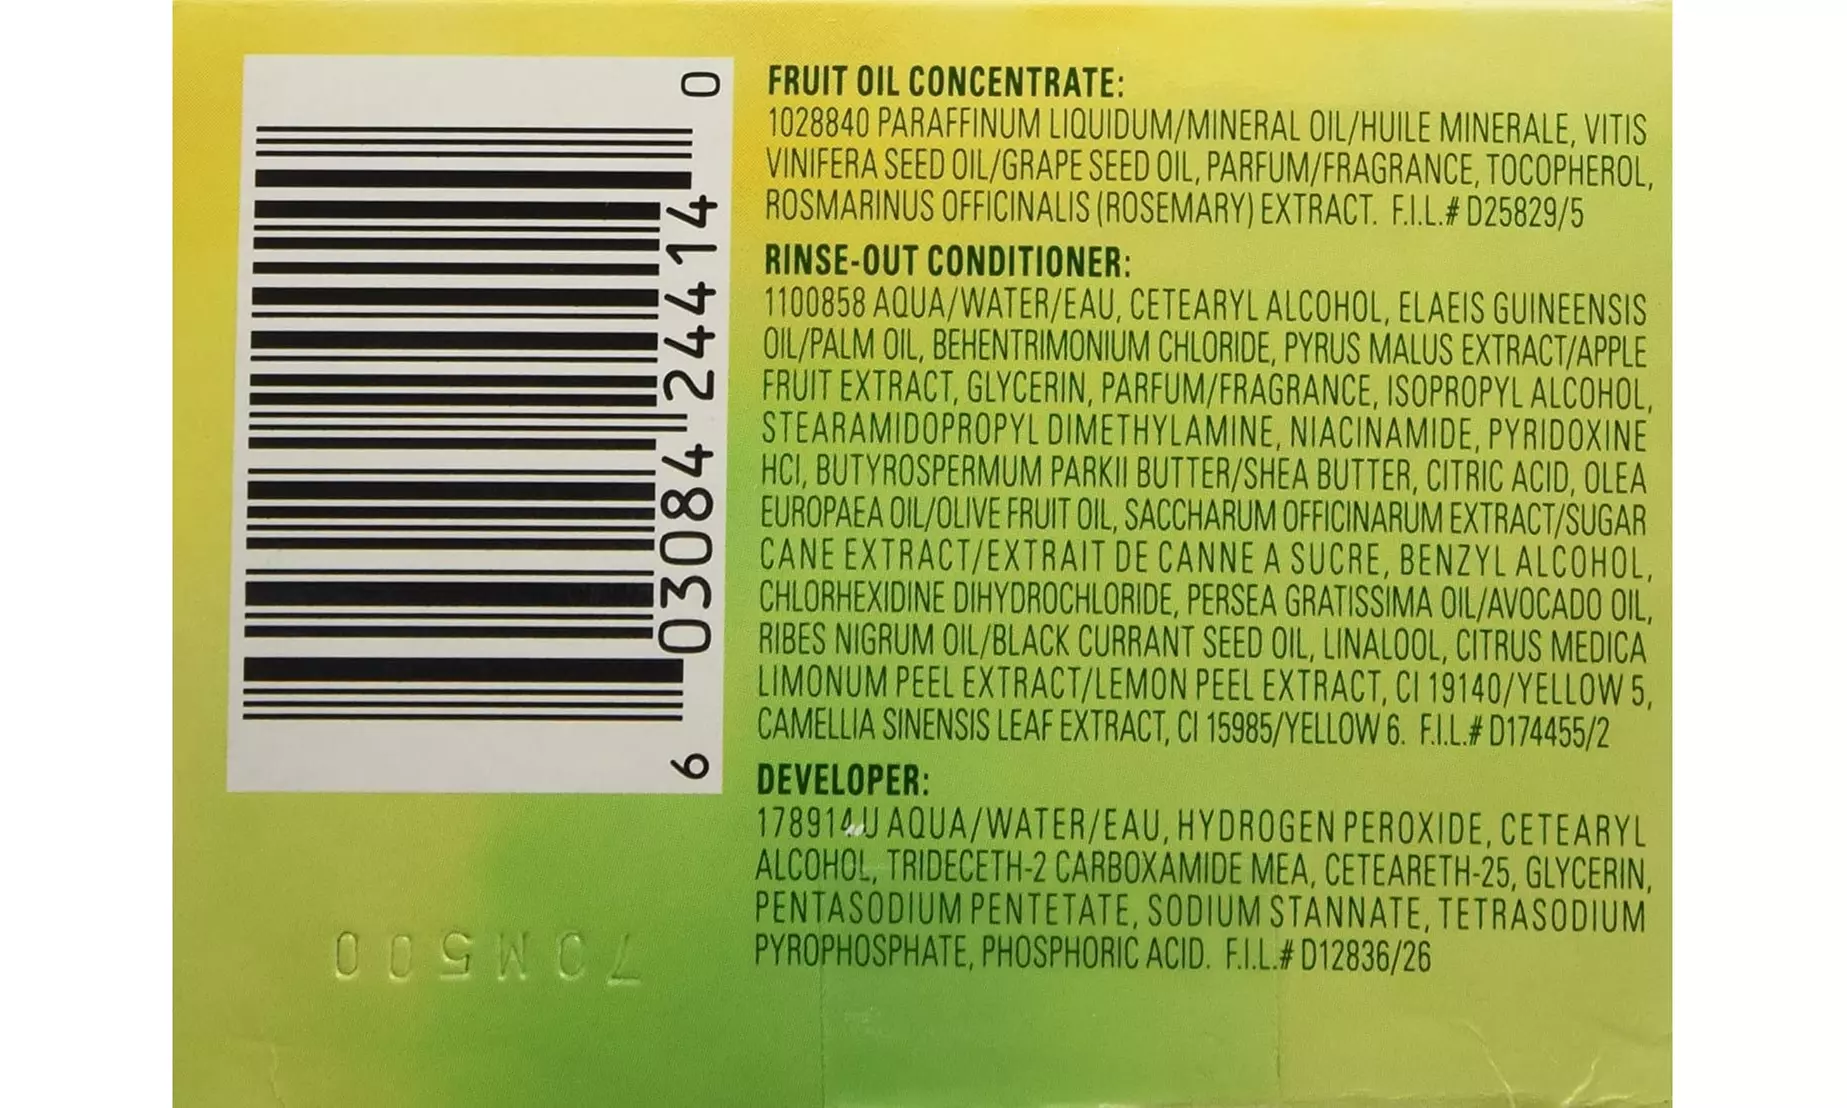 0
03084 24414
6
FRUIT OIL CONCENTRATE:
1028840 PARAFFINUM LIQUIDUM/MINERAL OIL/HUILE MINERALE, VITIS
VINIFERA SEED OIL/GRAPE SEED OIL, PARFUM/FRAGRANCE, TOCOPHEROL,
ROSMARINUS OFFICINALIS (ROSEMARY) EXTRACT. F.I.L.# D25829/5
RINSE-OUT CONDITIONER:
1100858 AQUA/WATER/EAU, CETEARYL ALCOHOL, ELAEIS GUINEENSIS
OIL/PALM OIL, BEHENTRIMONIUM CHLORIDE, PYRUS MALUS EXTRACT/APPLE
FRUIT EXTRACT, GLYCERIN, PARFUM/FRAGRANCE, ISOPROPYL ALCOHOL,
STEARAMIDOPROPYL DIMETHYLAMINE, NIACINAMIDE, PYRIDOXINE
HCI, BUTYROSPERMUM PARKII BUTTER/SHEA BUTTER, CITRIC ACID, OLEA
EUROPAEA OIL/OLIVE FRUIT OIL, SACCHARUM OFFICINARUM EXTRACT/SUGAR
CANE EXTRACT/EXTRAIT DE CANNE A SUCRE, BENZYL ALCOHOL,
CHLORHEXIDINE DIHYDROCHLORIDE, PERSEA GRATISSIMA OIL/AVOCADO OIL,
RIBES NIGRUM OIL/BLACK CURRANT SEED OIL, LINALOOL, CITRUS MEDICA
LIMONUM PEEL EXTRACT/LEMON PEEL EXTRACT, CI 19140/YELLOW 5,
CAMELLIA SINENSIS LEAF EXTRACT, CI 15985/YELLOW 6. F.I.L.# D174455/2
DEVELOPER:
178914 U AQUA/WATER/EAU, HYDROGEN PEROXIDE, CETEARYL
ALCOHOL, TRIDECETH-2 CARBOXAMIDE MEA, CETEARETH-25, GLYCERIN,
PENTASODIUM PENTETATE, SODIUM STANNATE, TETRASODIUM
PYROPHOSPHATE, PHOSPHORIC ACID. F.I.L.# D12836/26